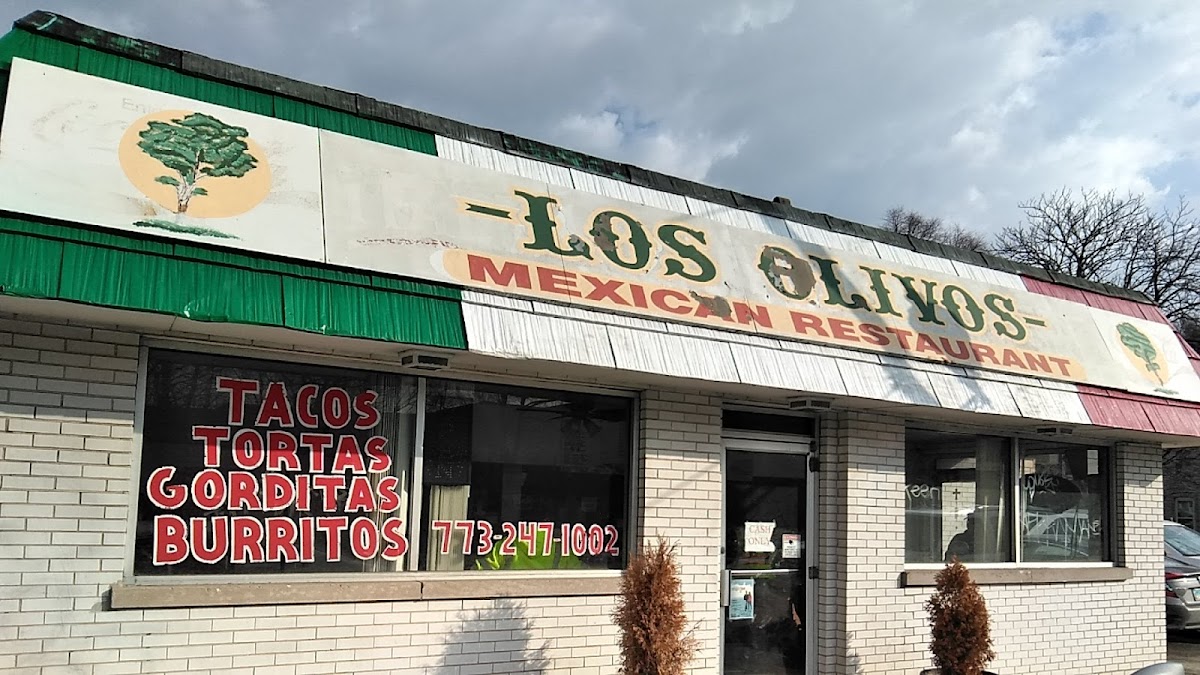 -LOS OLIVOS-
MEXICAN RESTAURANT
TACOS
TORTAS
GORDITAS
BURRITOS
773-247-1002
CASH
ONLY